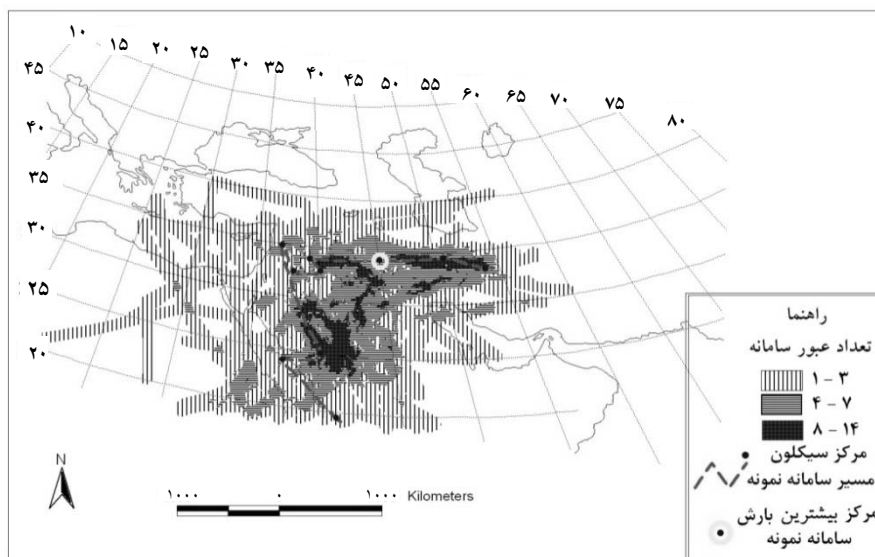 ۱۰ ۱۵ ۲۰ ۲۵ ۳۰ ۳۵ ۴۰ ۴۵ ۵۰ ۵۵ ۶۰ ۶۵ ۷۰ ۷۵ ۸۰
۴۵
۴۰
۳۵
۳۰
۲۵
۲۰
راهنما
تعداد عبور سامانه
۱ - ۳
۴ - ۷
۸ - ۱۴
مرکز سیکلون
مسیر سامانه نمونه
مرکز بیشترین بارش
سامانه نمونه
N
۱۰۰۰ ۰ ۱۰۰۰ Kilometers